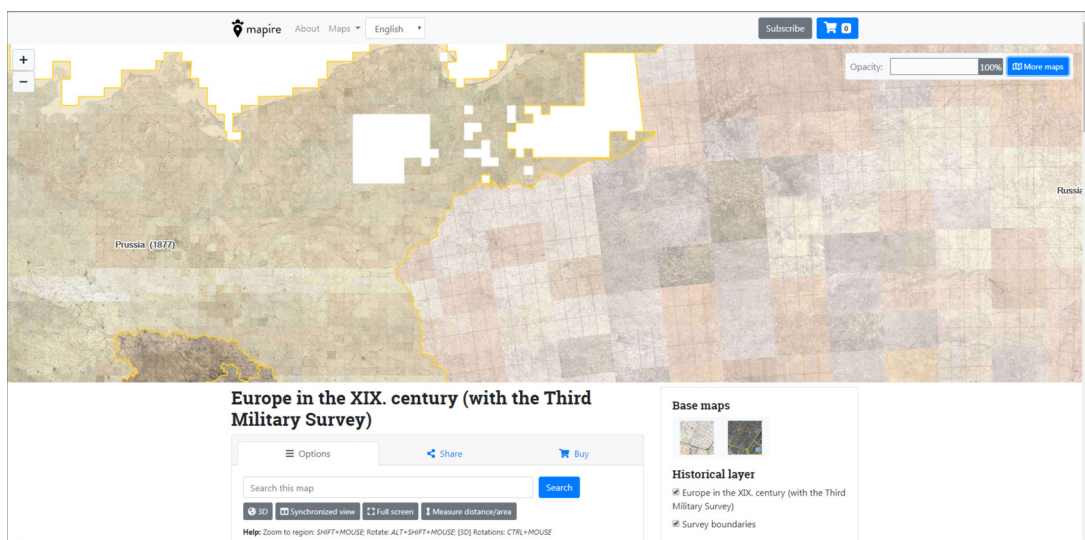 mapire About Maps English Subscribe 0
+
−
Opacity: 100% More maps
Russia
Prussia (1877)
Europe in the XIX. century (with the Third
Military Survey)
Options Share Buy
Search this map Search
3D Synchronized view Full screen Measure distance/area
Help: Zoom to region: SHIFT+MOUSE; Rotate: ALT+SHIFT+MOUSE; [3D] Rotations: CTRL+MOUSE
Base maps
Historical layer
Europe in the XIX. century (with the Third
Military Survey)
Survey boundaries